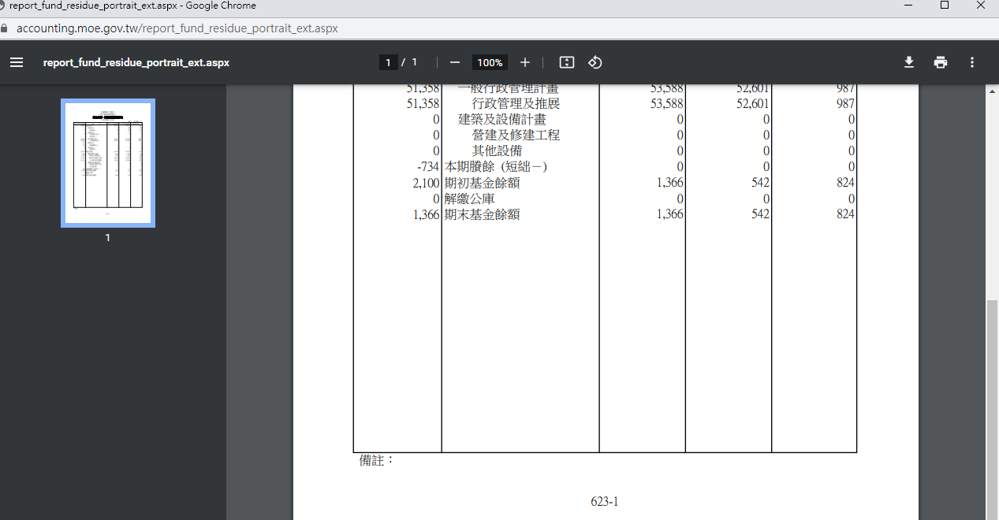 report_fund_residue_portrait_ext.aspx - Google Chrome
accounting.moe.gov.tw/report_fund_residue_portrait_ext.aspx
report_fund_residue_portrait_ext.aspx 1 / 1 100%
51,358 一般行政管理計畫 53,588 52,601 987
51,358 行政管理及推展 53,588 52,601 987
0 建築及設備計畫 0 0 0
0 營建及修建工程 0 0 0
0 其他設備 0 0 0
-734 本期賸餘 (短絀－) 0 0 0
2,100 期初基金餘額 1,366 542 824
0 解繳公庫 0 0 0
1,366 期末基金餘額 1,366 542 824
1
備註：
623-1